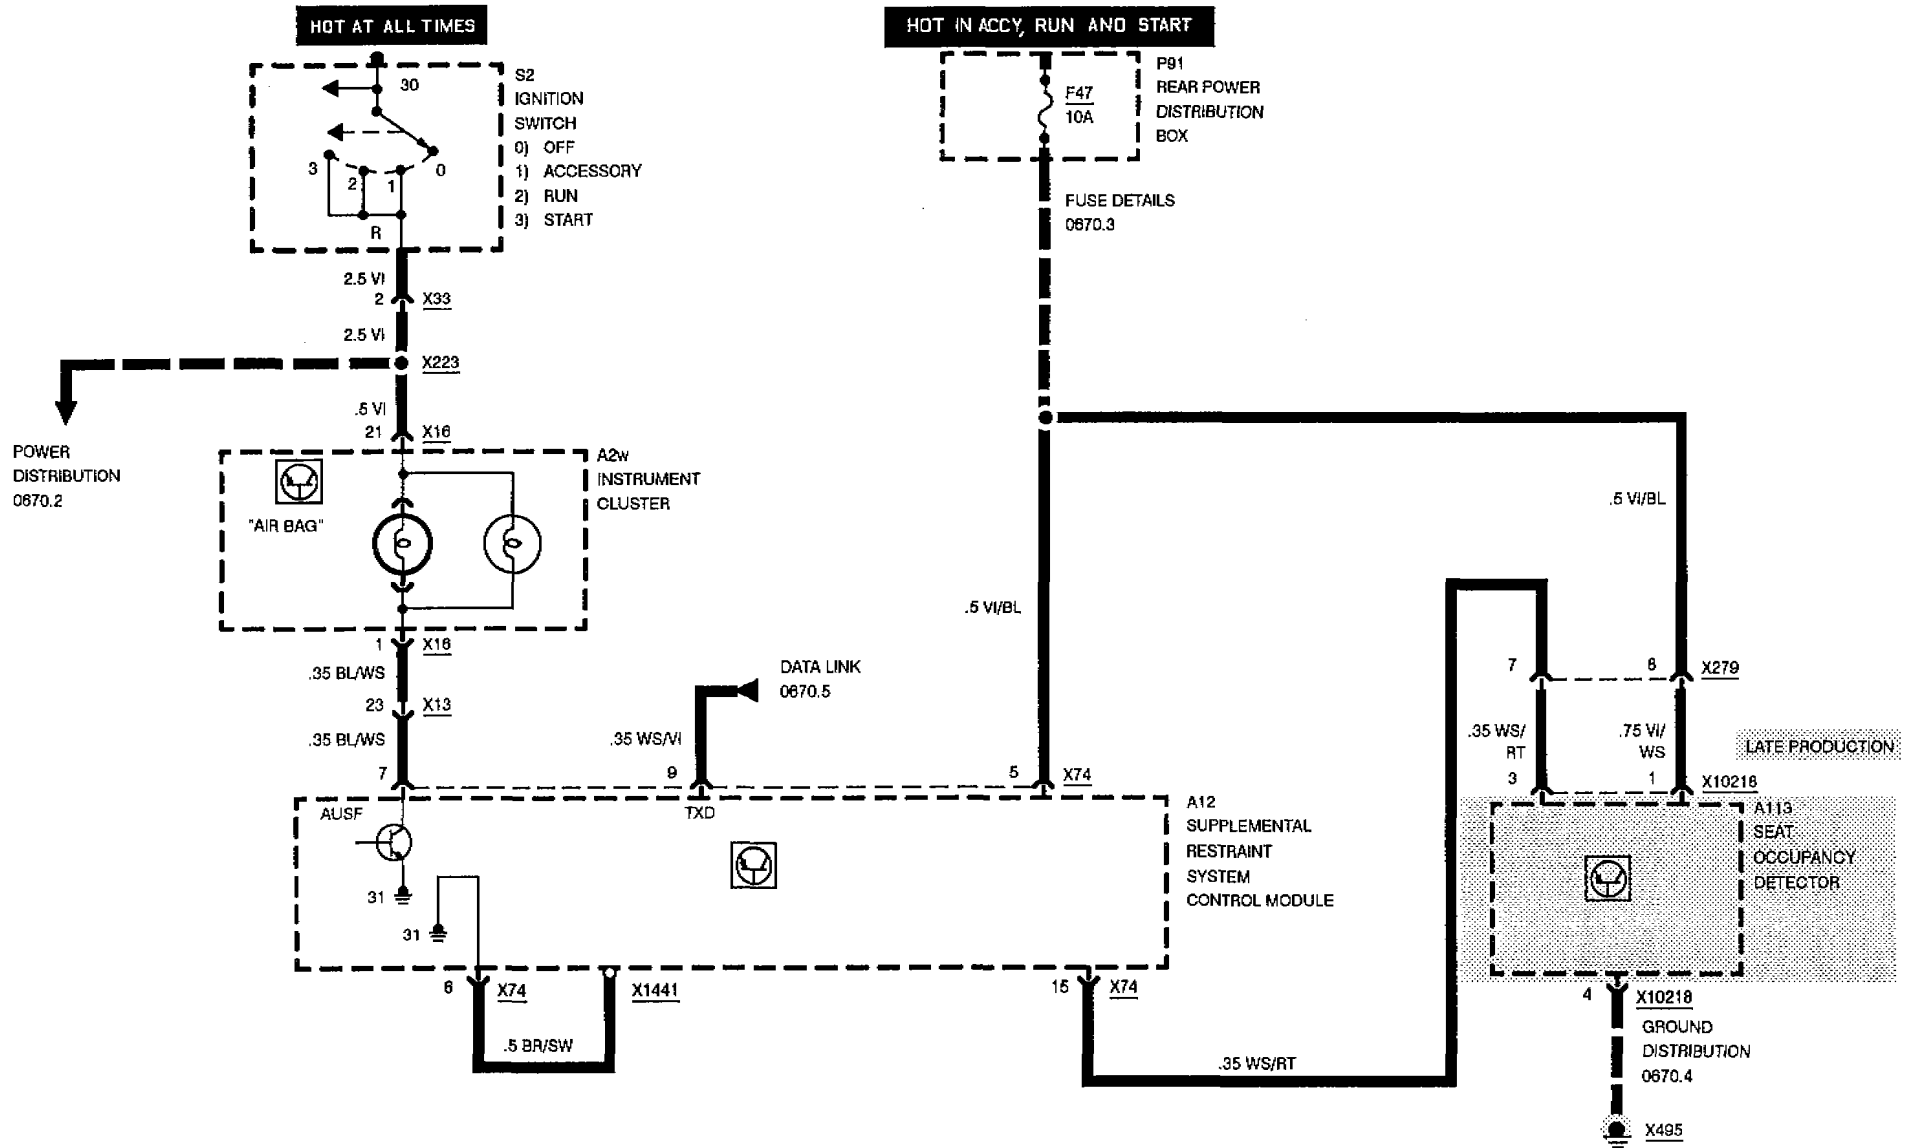 HOT AT ALL TIMES
HOT IN ACCY, RUN AND START
30
S2
IGNITION
SWITCH
0) OFF
1) ACCESSORY
2) RUN
3) START
3
2
1
0
R
P91
REAR POWER
DISTRIBUTION
BOX
F47
10A
FUSE DETAILS
0670.3
2.5 VI
2
X33
2.5 VI
X223
.5 VI
21
X16
POWER
DISTRIBUTION
0670.2
A2w
INSTRUMENT
CLUSTER
"AIR BAG"
.5 VI/BL
.5 VI/BL
1
X16
.35 BL/WS
23
X13
.35 BL/WS
DATA LINK
0670.5
.35 WS/VI
7
8
X279
.35 WS/
RT
.75 VI/
WS
LATE PRODUCTION
7
9
5
X74
3
1
X10218
AUSF
TXD
A12
SUPPLEMENTAL
RESTRAINT
SYSTEM
CONTROL MODULE
A113
SEAT
OCCUPANCY
DETECTOR
31
31
6
X74
X1441
15
X74
4
X10218
GROUND
DISTRIBUTION
0670.4
.5 BR/SW
.35 WS/RT
X495